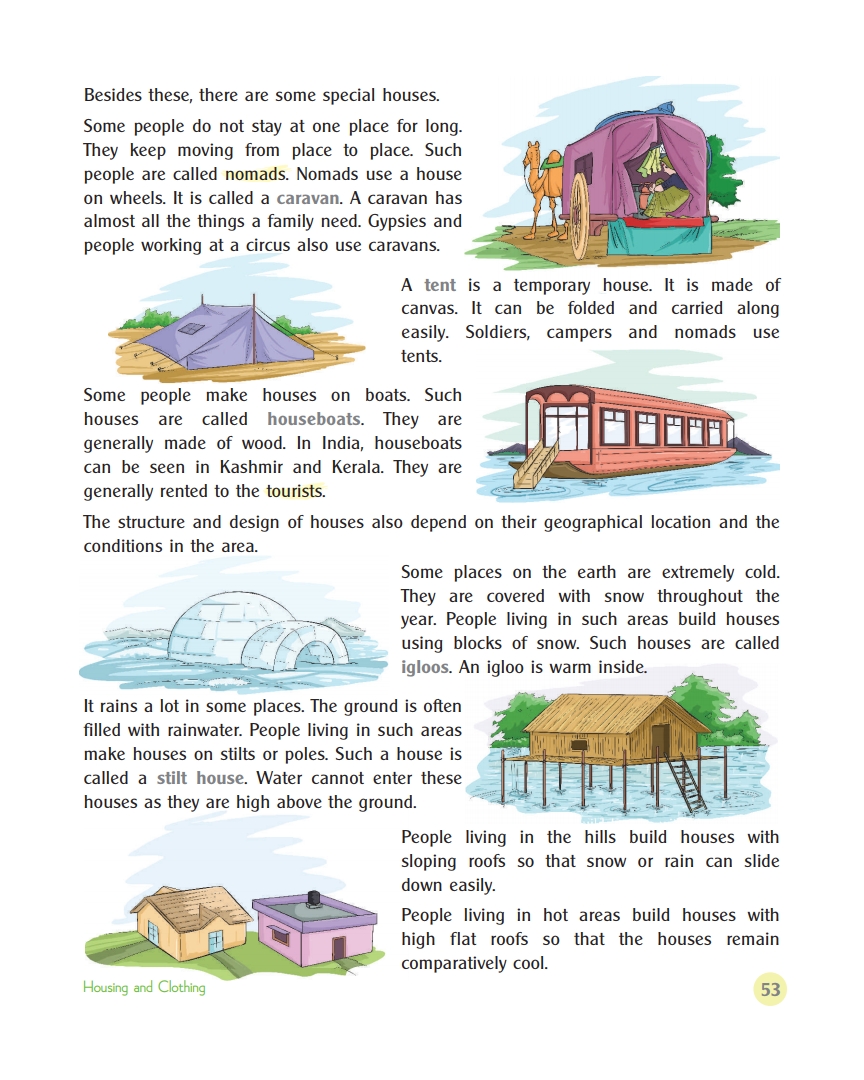 Besides these, there are some special houses.
Some people do not stay at one place for long.
They keep moving from place to place. Such
people are called nomads. Nomads use a house
on wheels. It is called a caravan. A caravan has
almost all the things a family need. Gypsies and
people working at a circus also use caravans.
A tent is a temporary house. It is made of
canvas. It can be folded and carried along
easily. Soldiers, campers and nomads use
tents.
Some people make houses on boats. Such
houses are called houseboats. They are
generally made of wood. In India, houseboats
can be seen in Kashmir and Kerala. They are
generally rented to the tourists.
The structure and design of houses also depend on their geographical location and the
conditions in the area.
Some places on the earth are extremely cold.
They are covered with snow throughout the
year. People living in such areas build houses
using blocks of snow. Such houses are called
igloos. An igloo is warm inside.
It rains a lot in some places. The ground is often
filled with rainwater. People living in such areas
make houses on stilts or poles. Such a house is
called a stilt house. Water cannot enter these
houses as they are high above the ground.
People living in the hills build houses with
sloping roofs so that snow or rain can slide
down easily.
People living in hot areas build houses with
high flat roofs so that the houses remain
comparatively cool.
Housing and Clothing
53